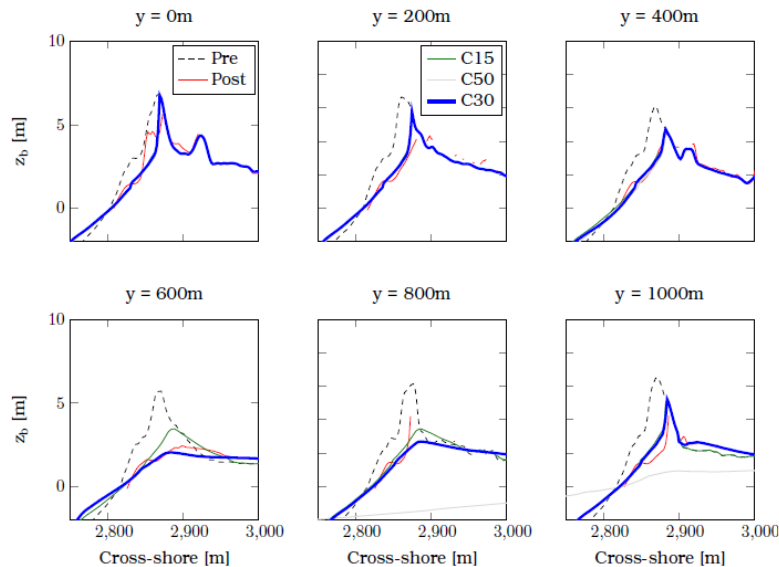 y = 0m y = 200m y = 400m
10
5
0
z_b [m]
Pre
Post
C15
C50
C30
y = 600m y = 800m y = 1000m
10
5
0
z_b [m]
2,800 2,900 3,000 2,800 2,900 3,000 2,800 2,900 3,000
Cross-shore [m] Cross-shore [m] Cross-shore [m]